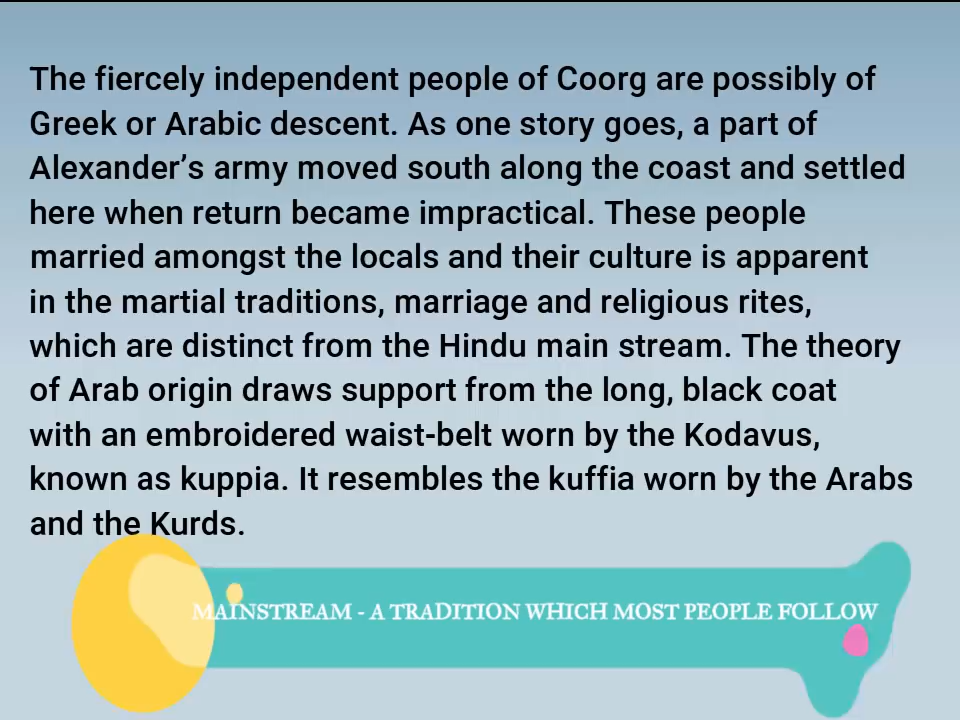 The fiercely independent people of Coorg are possibly of
Greek or Arabic descent. As one story goes, a part of
Alexander’s army moved south along the coast and settled
here when return became impractical. These people
married amongst the locals and their culture is apparent
in the martial traditions, marriage and religious rites,
which are distinct from the Hindu main stream. The theory
of Arab origin draws support from the long, black coat
with an embroidered waist-belt worn by the Kodavus,
known as kuppia. It resembles the kuffia worn by the Arabs
and the Kurds.
MAINSTREAM - A TRADITION WHICH MOST PEOPLE FOLLOW